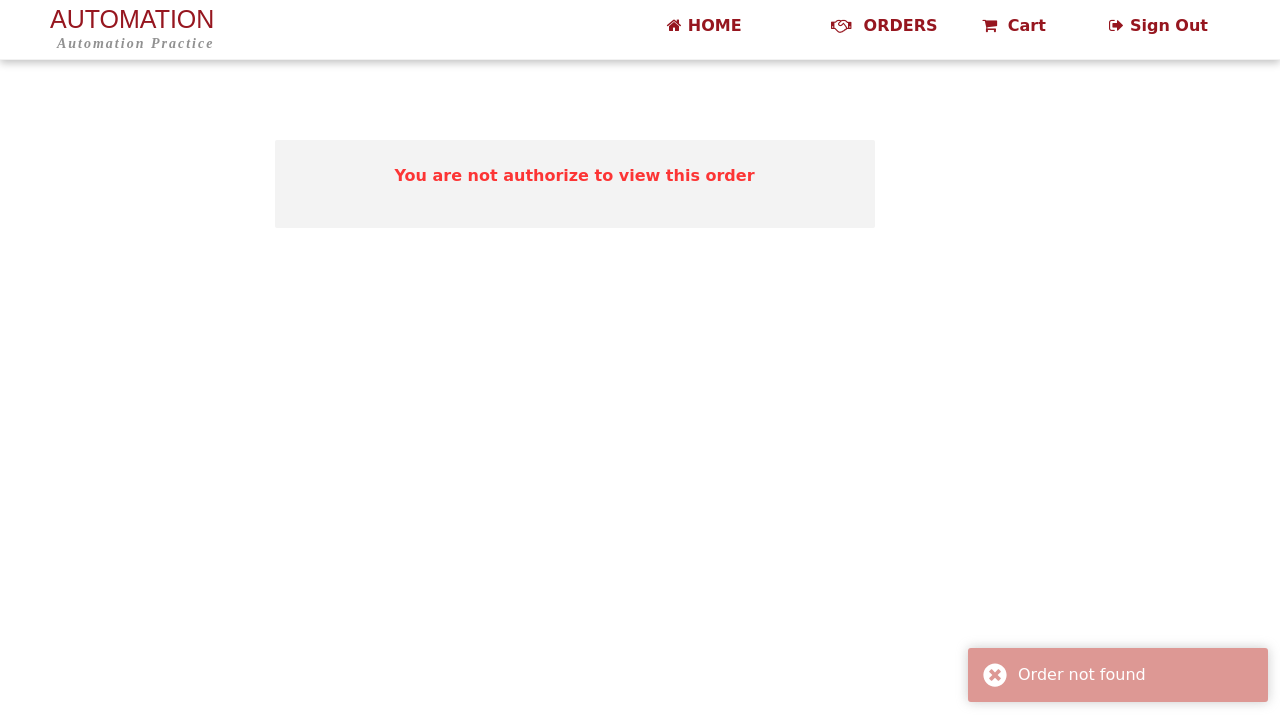 AUTOMATION
Automation Practice
HOME
ORDERS
Cart
Sign Out
You are not authorize to view this order
Order not found